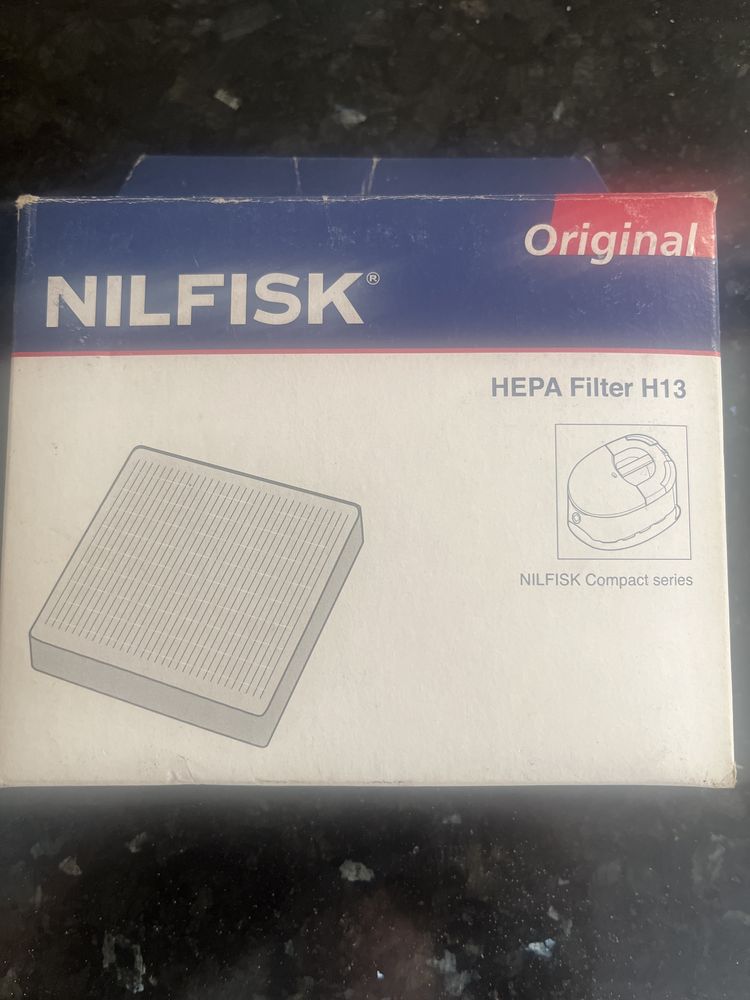 Original
NILFISK®
HEPA Filter H13
NILFISK Compact series